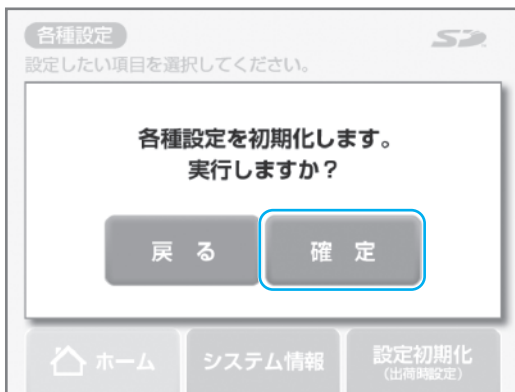 各種設定
SD
設定したい項目を選択してください。
各種設定を初期化します。
実行しますか？
戻る
確定
ホーム
システム情報
設定初期化
(出荷時設定)